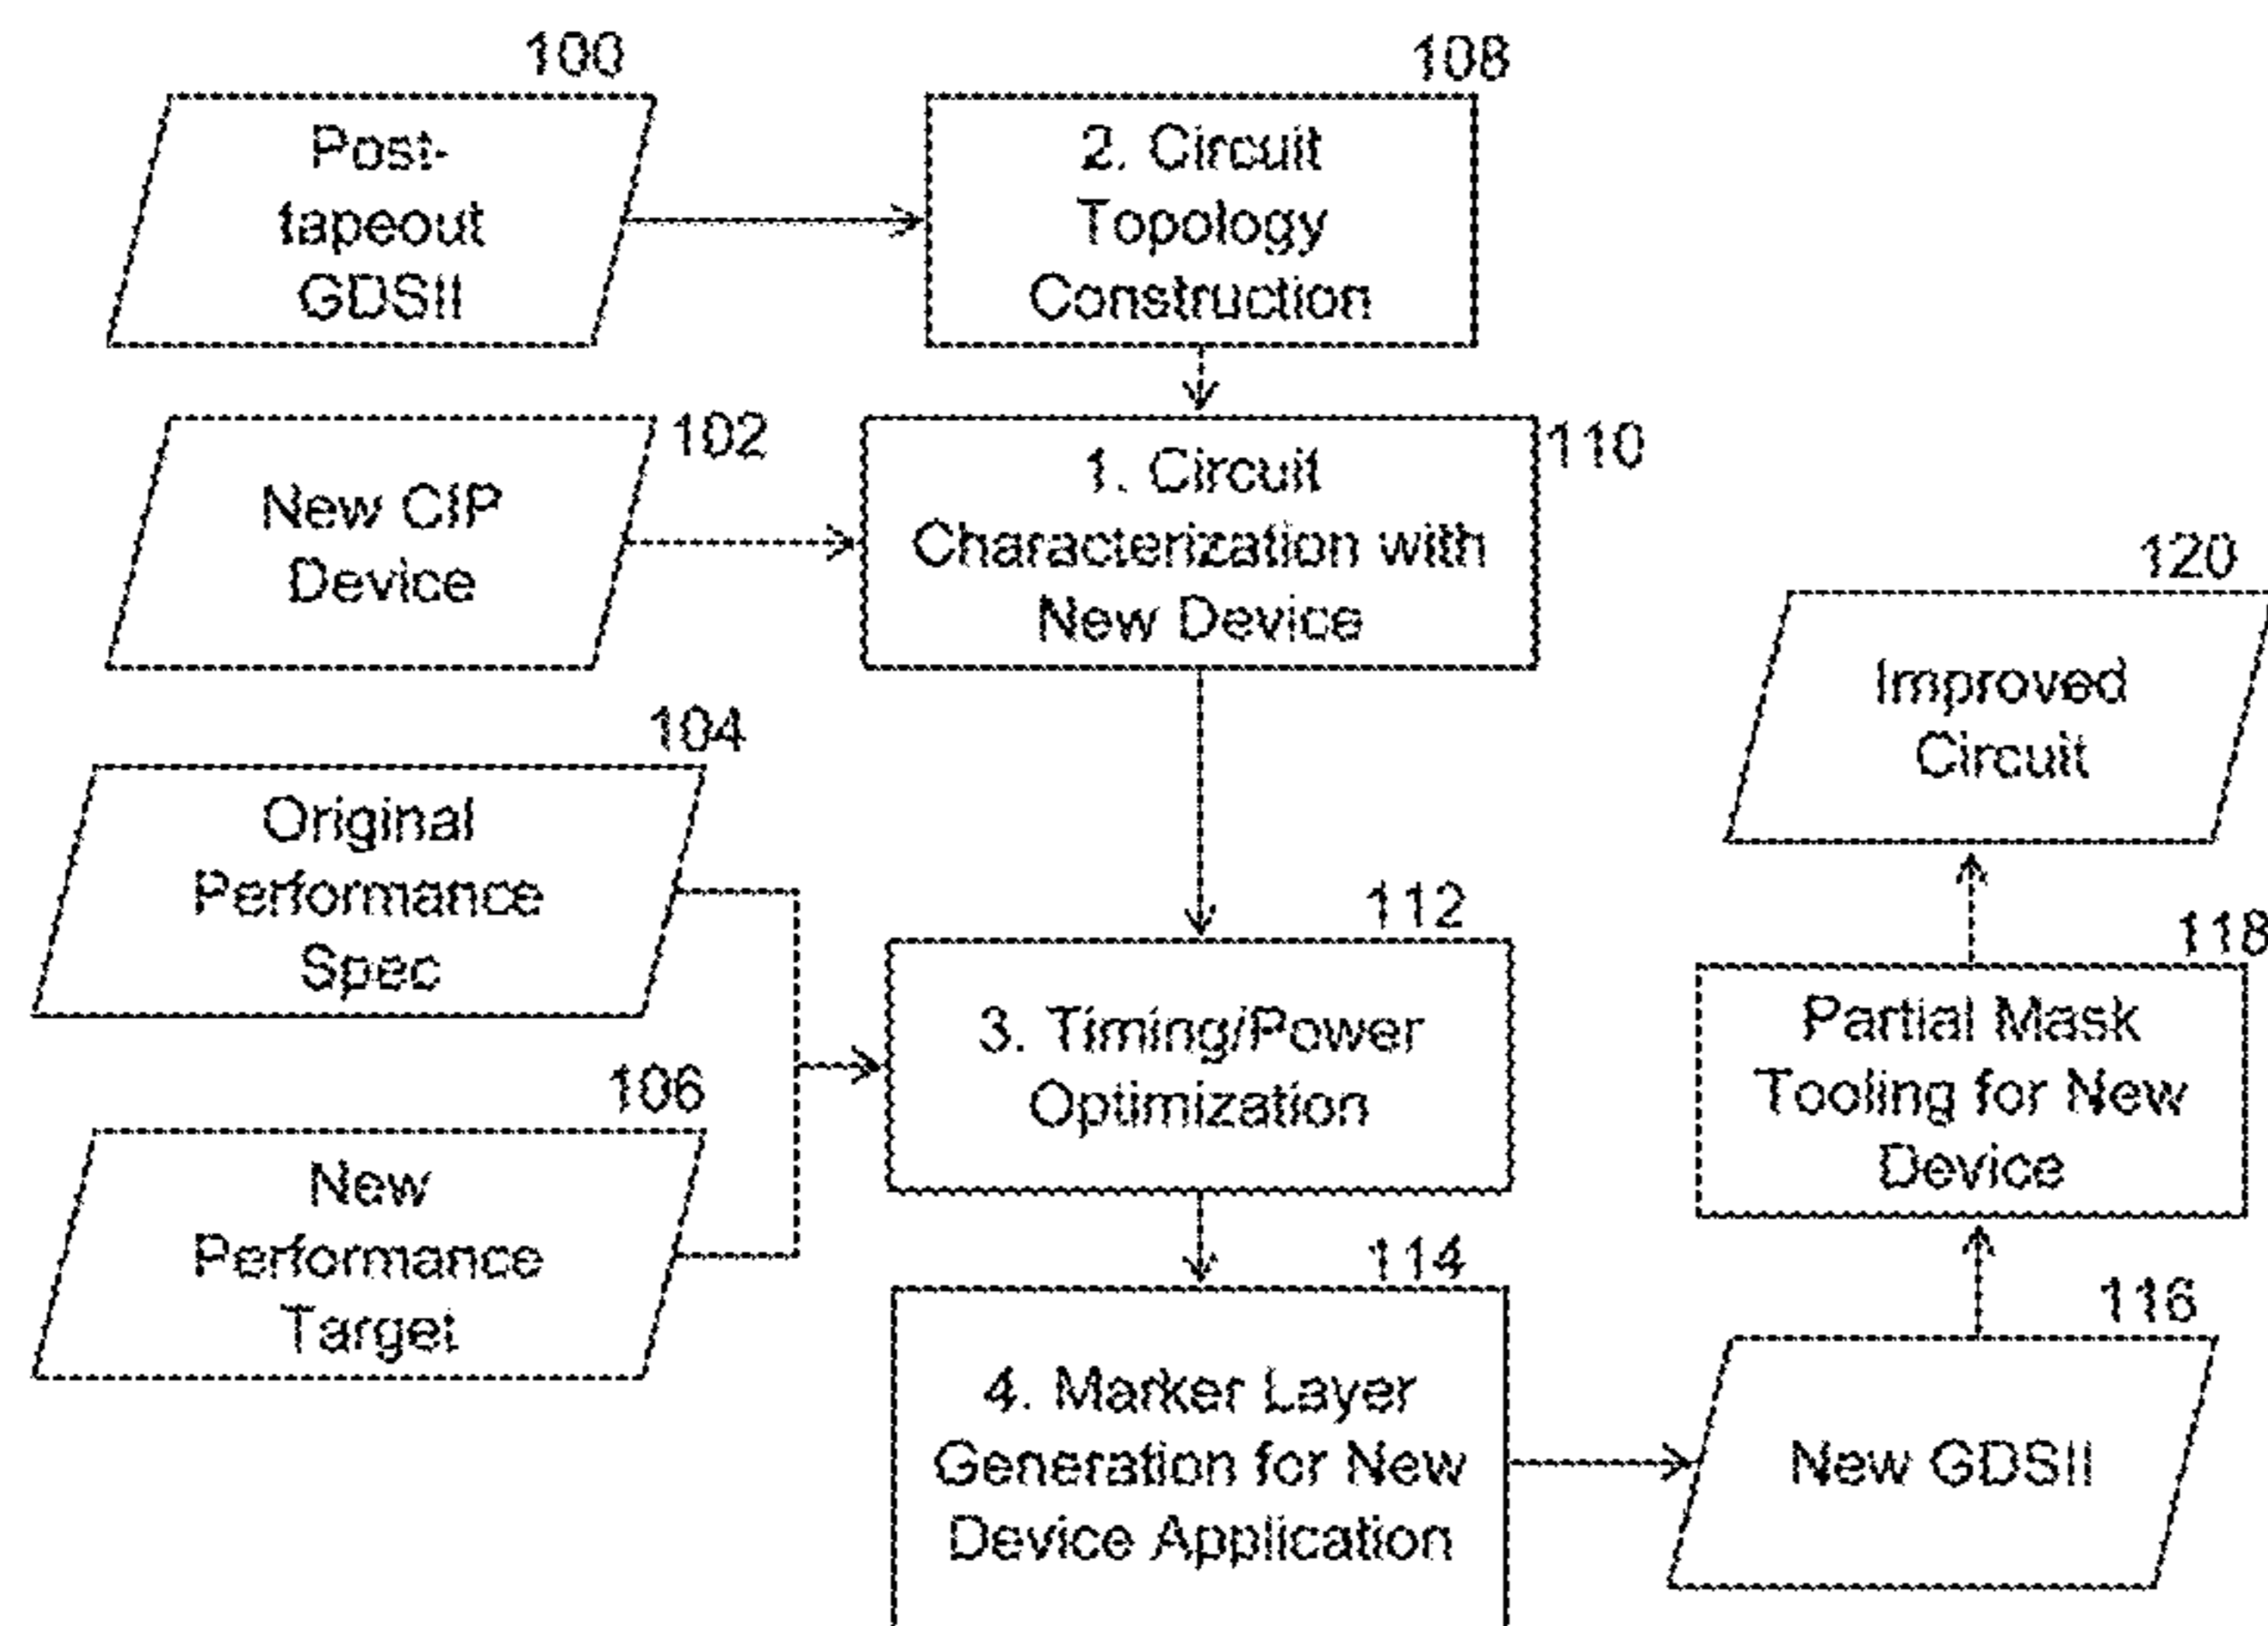 100
Post-
tapeout
GDSII
108
2. Circuit
Topology
Construction
102
New CIP
Device
110
1. Circuit
Characterization with
New Device
104
Original
Performance
Spec
106
New
Performance
Target
112
3. Timing/Power
Optimization
114
4. Marker Layer
Generation for New
Device Application
116
New GDSII
118
Partial Mask
Tooling for New
Device
120
Improved
Circuit